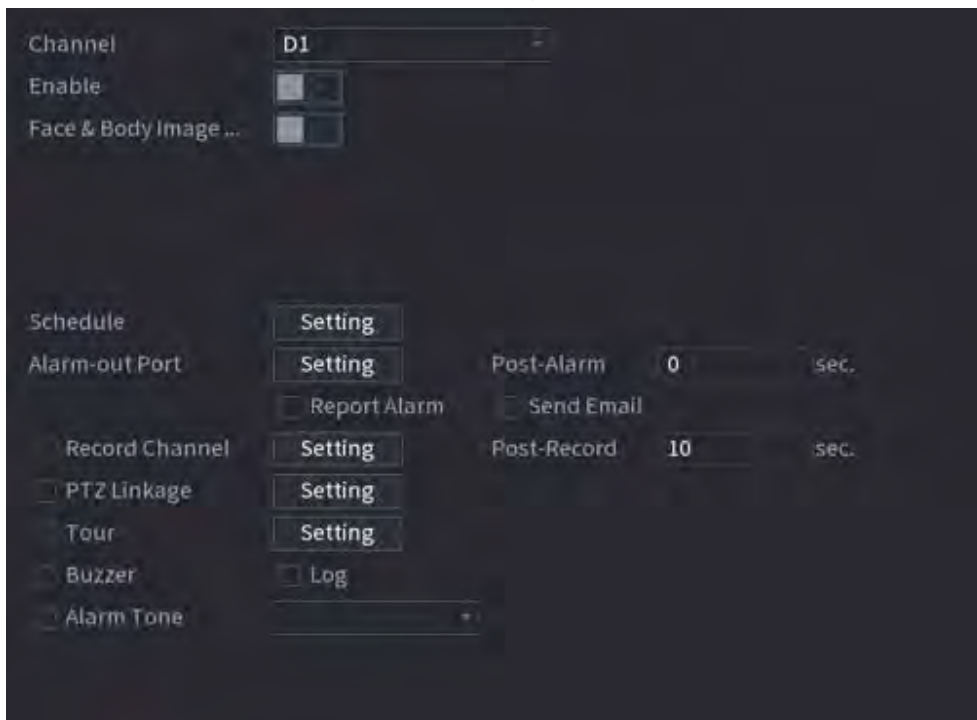 Channel D1
Enable
Face & Body Image ...
Schedule Setting
Alarm-out Port Setting Post-Alarm 0 sec.
Report Alarm Send Email
Record Channel Setting Post-Record 10 sec.
PTZ Linkage Setting
Tour Setting
Buzzer Log
Alarm Tone